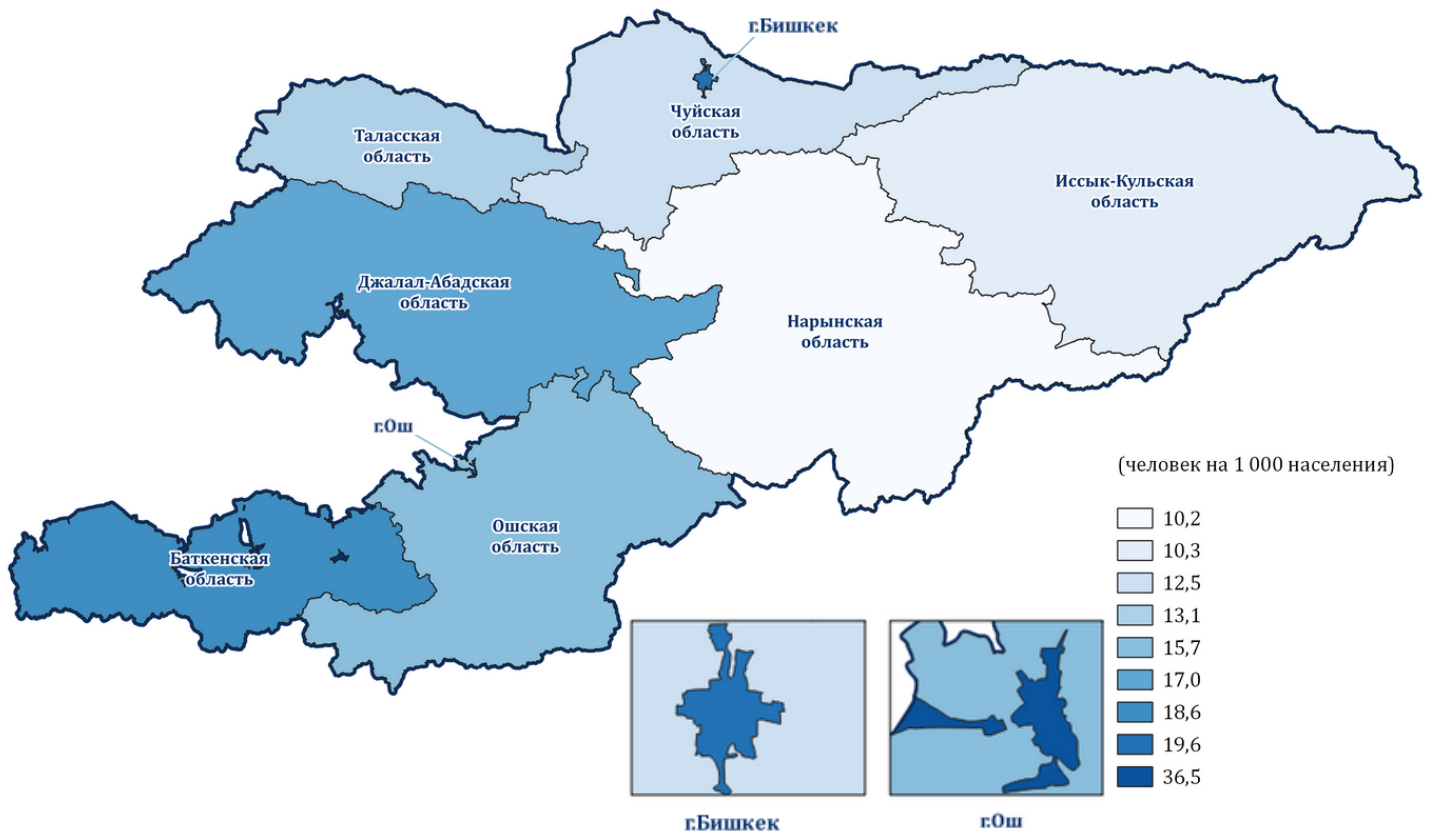 г.Бишкек
Чуйская
область
Таласская
область
Иссык-Кульская
область
Джалал-Абадская
область
Нарынская
область
г.Ош
Ошская
область
Баткенская
область
(человек на 1 000 населения)
10,2
10,3
12,5
13,1
15,7
17,0
18,6
19,6
36,5
г.Бишкек
г.Ош